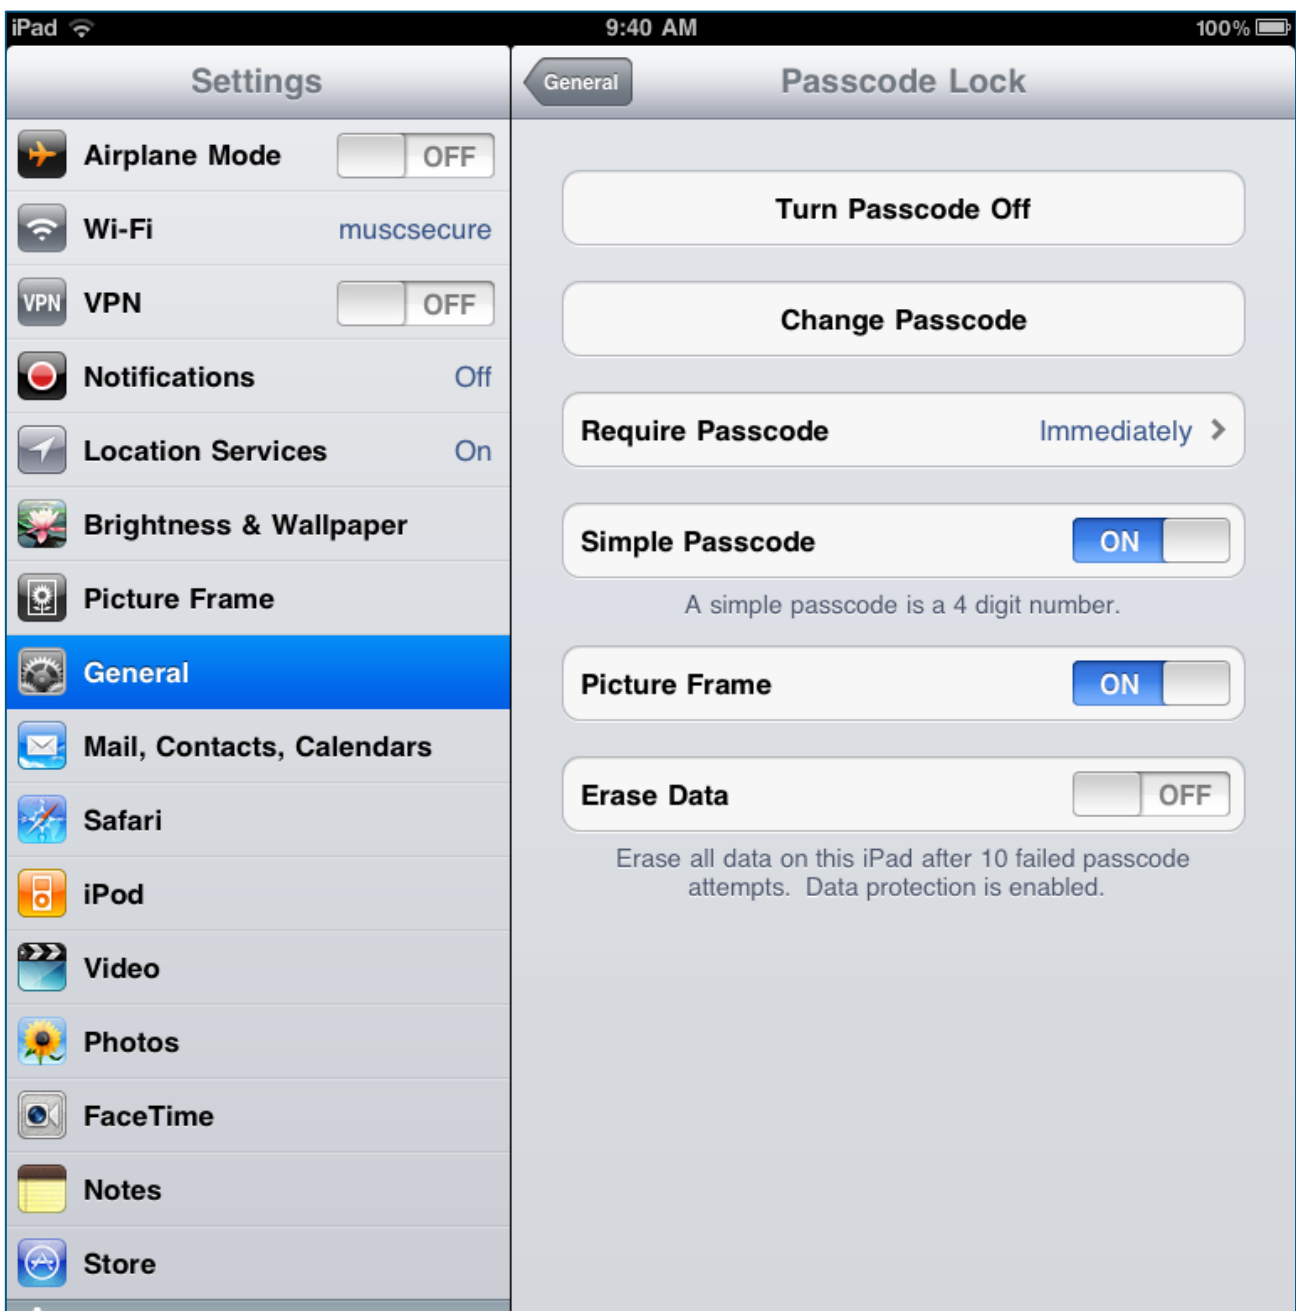 iPad 9:40 AM 100%
Settings
Airplane Mode OFF
Wi-Fi muscsecure
VPN VPN OFF
Notifications Off
Location Services On
Brightness & Wallpaper
Picture Frame
General
Mail, Contacts, Calendars
Safari
iPod
Video
Photos
FaceTime
Notes
Store
General Passcode Lock
Turn Passcode Off
Change Passcode
Require Passcode Immediately
Simple Passcode ON
A simple passcode is a 4 digit number.
Picture Frame ON
Erase Data OFF
Erase all data on this iPad after 10 failed passcode
attempts. Data protection is enabled.